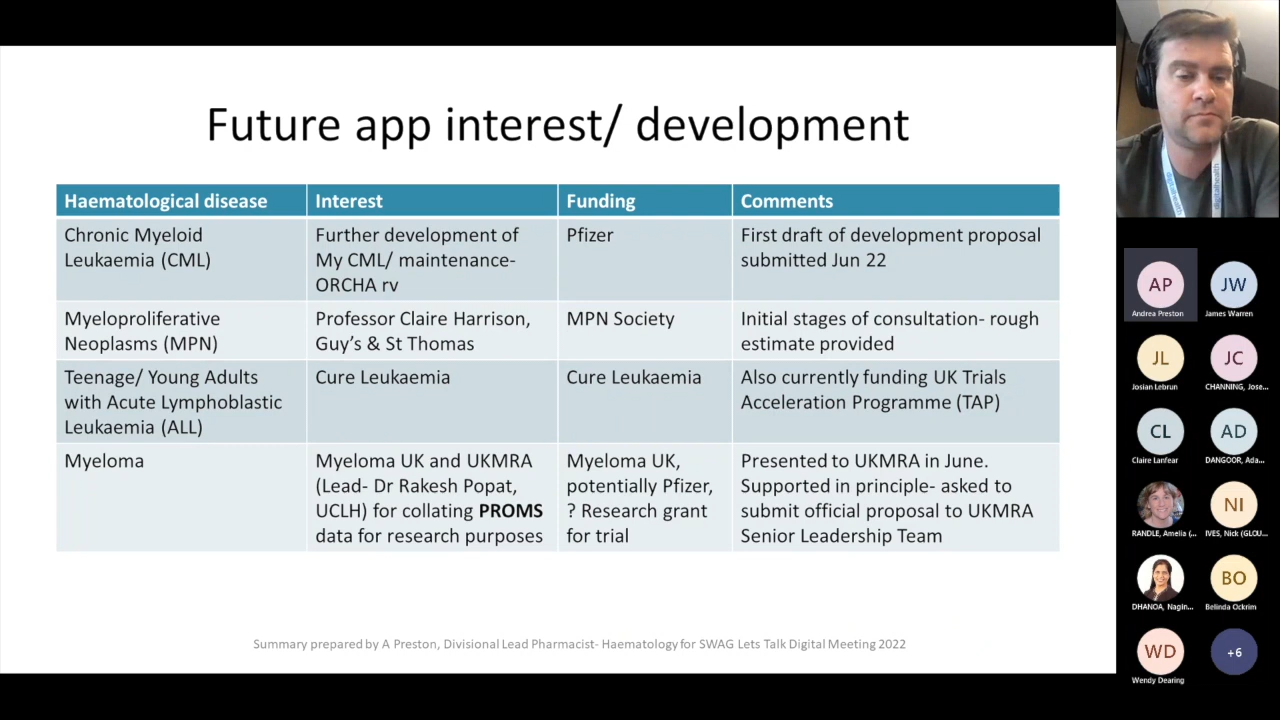 Future app interest/ development
Haematological disease
Interest
Funding
Comments
Chronic Myeloid
Leukaemia (CML)
Further development of
My CML/ maintenance-
ORCHA rv
Pfizer
First draft of development proposal
submitted Jun 22
Myeloproliferative
Neoplasms (MPN)
Professor Claire Harrison,
Guy's & St Thomas
MPN Society
Initial stages of consultation- rough
estimate provided
Teenage/ Young Adults
with Acute Lymphoblastic
Leukaemia (ALL)
Cure Leukaemia
Cure Leukaemia
Also currently funding UK Trials
Acceleration Programme (TAP)
Myeloma
Myeloma UK and UKMRA
(Lead- Dr Rakesh Popat,
UCLH) for collating PROMS
data for research purposes
Myeloma UK,
potentially Pfizer,
? Research grant
for trial
Presented to UKMRA in June.
Supported in principle- asked to
submit official proposal to UKMRA
Senior Leadership Team
Summary prepared by A Preston, Divisional Lead Pharmacist- Haematology for SWAG Lets Talk Digital Meeting 2022
digitalhealth
digitalhealth
AP
Andrea Preston
JW
James Warren
JL
Josian Lebrun
JC
CHANNING, Jose...
CL
Claire Lanfear
AD
DANGOOR, Ada...
RANDLE, Amelia (...
NI
IVES, Nick (GLOU...
DHANOA, Nagin...
BO
Belinda Ockrim
WD
Wendy Dearing
+6